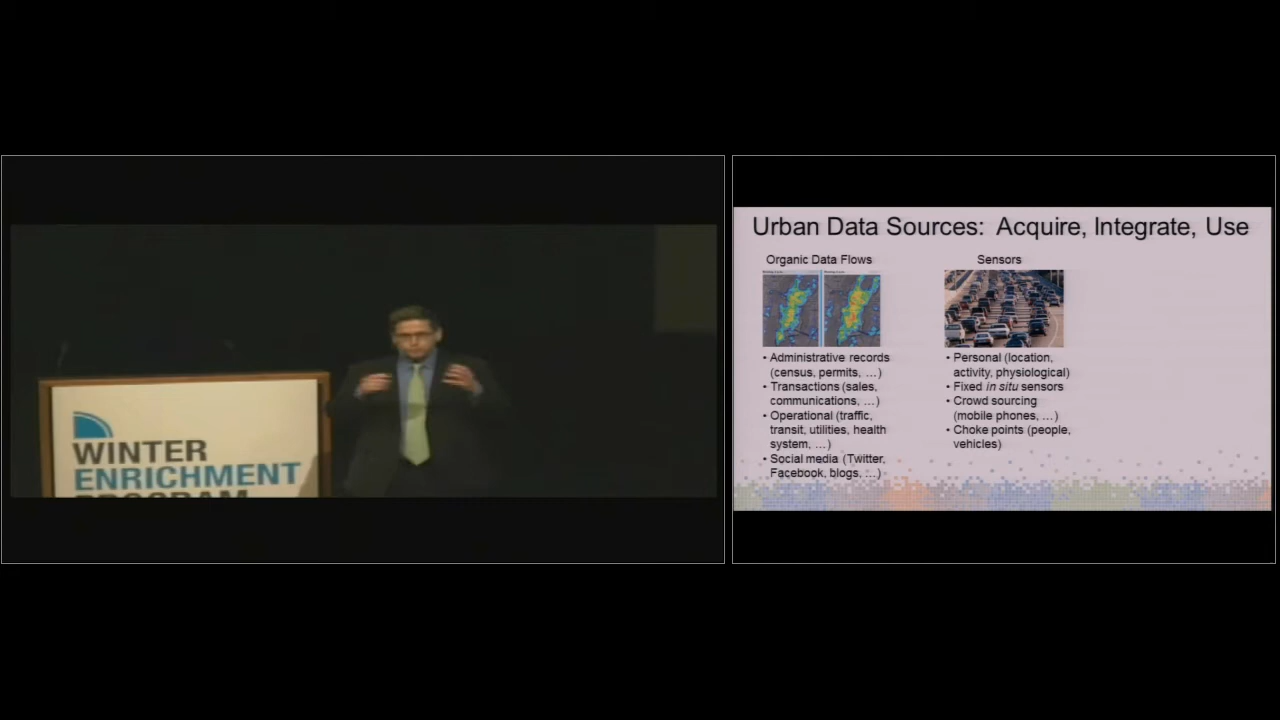 WINTER
ENRICHMENT
PROGRAM
Urban Data Sources: Acquire, Integrate, Use
Organic Data Flows
• Administrative records
(census, permits, …)
• Transactions (sales,
communications, …)
• Operational (traffic,
transit, utilities, health
system, …)
• Social media (Twitter,
Facebook, blogs, …)
Sensors
• Personal (location,
activity, physiological)
• Fixed in situ sensors
• Crowd sourcing
(mobile phones, …)
• Choke points (people,
vehicles)